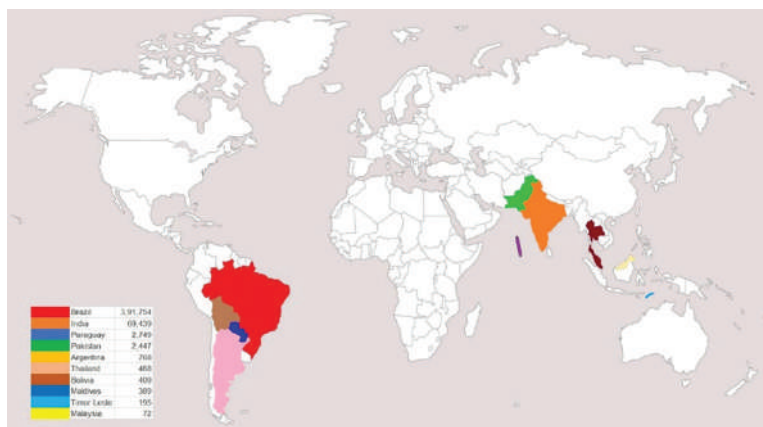 Brazil 3,91,754
India 69,439
Paraguay 2,749
Pakistan 2,447
Argentina 768
Thailand 488
Bolivia 409
Maldives 389
Timor Leste 195
Malaysia 72